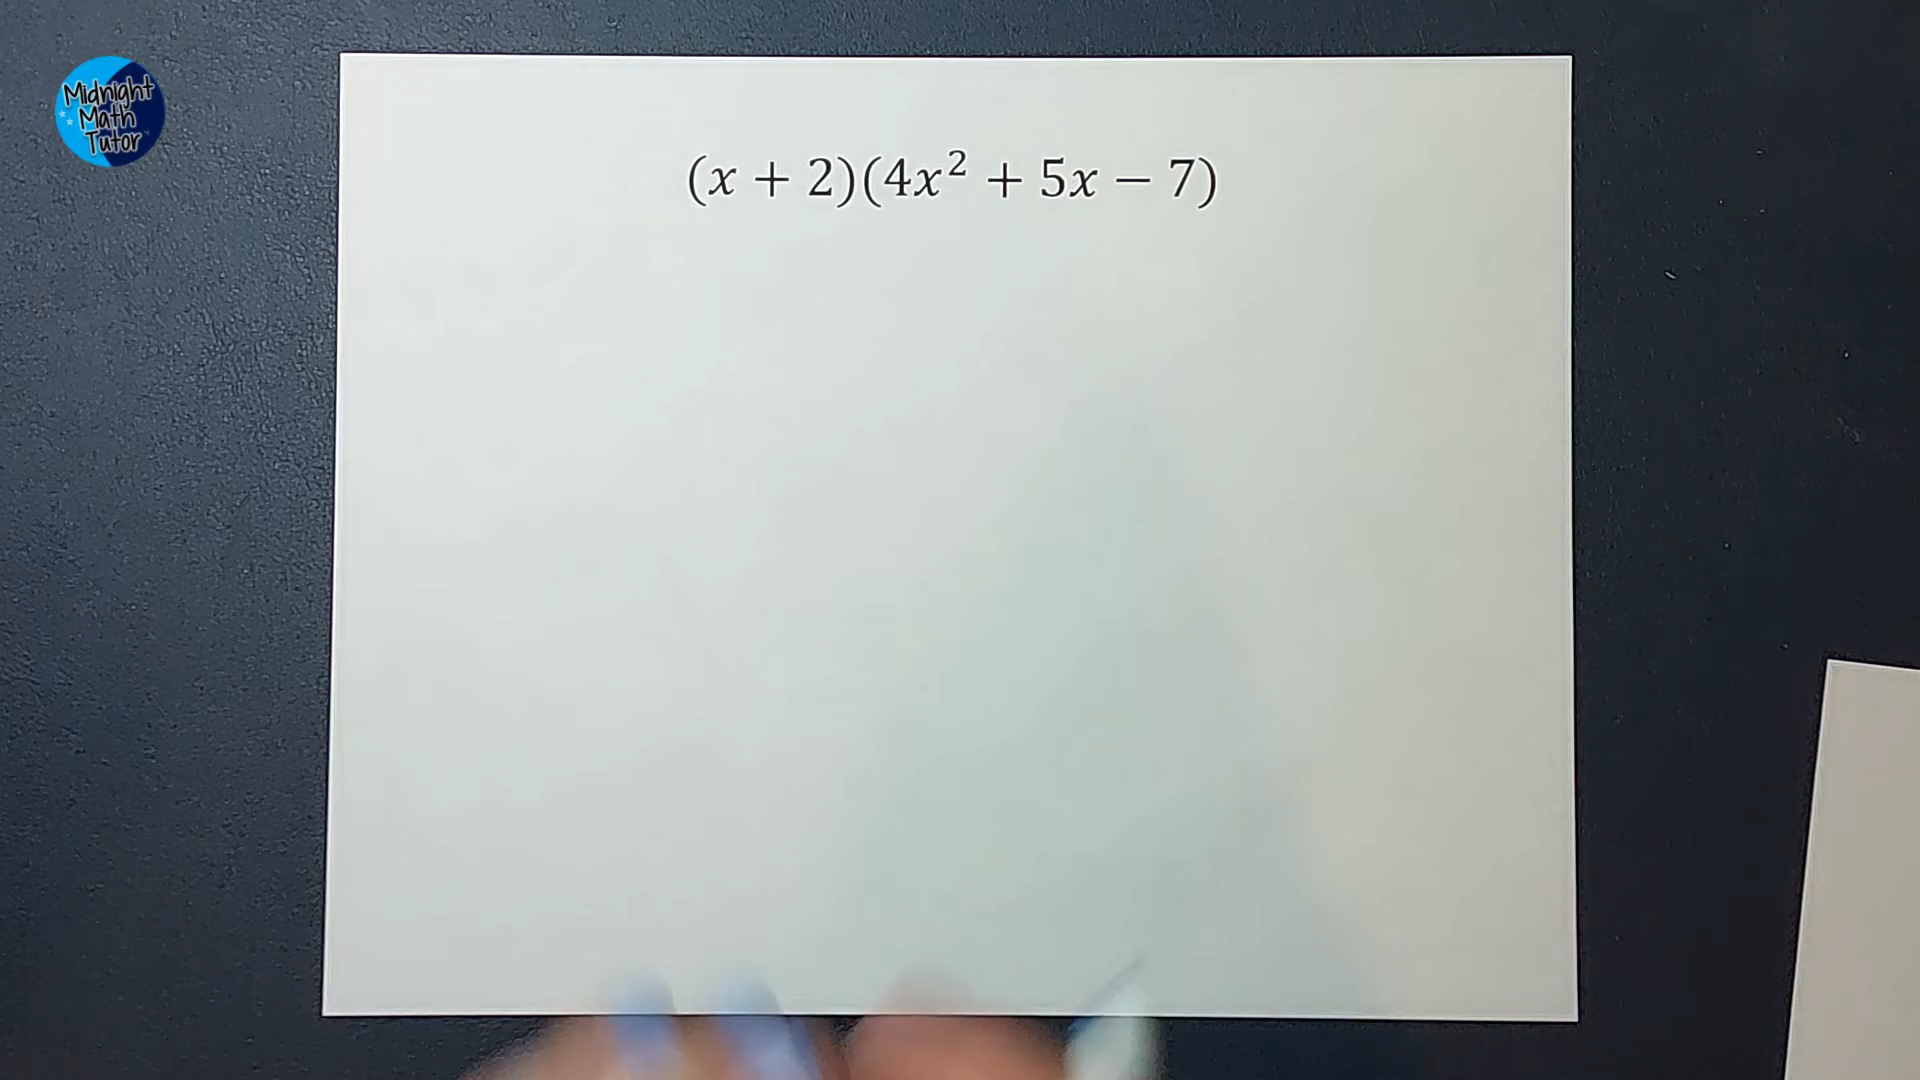 Midnight
Math
Tutor
(x + 2)(4x² + 5x − 7)